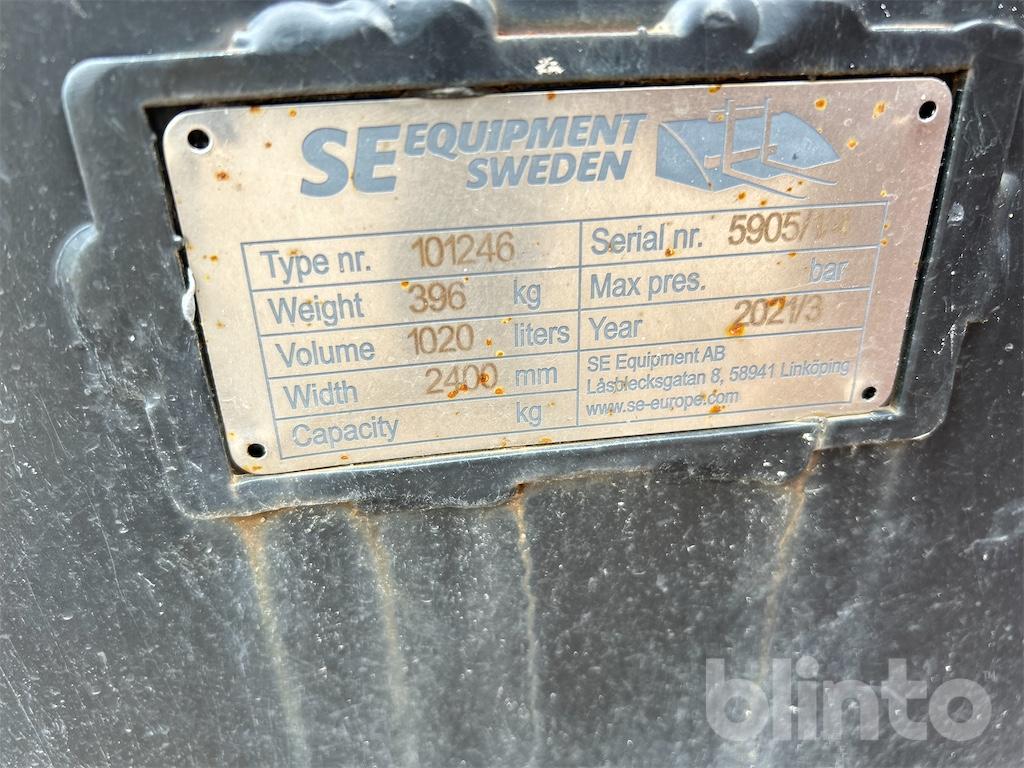 SE EQUIPMENT
SWEDEN
Type nr. 101246
Weight 396 kg
Volume 1020 liters
Width 2400 mm
Capacity kg
Serial nr.
Max pres. bar
Year 2021/3
SE Equipment AB
Låsblecksgatan 8, 58941 Linköping
www.se-europe.com
blinto